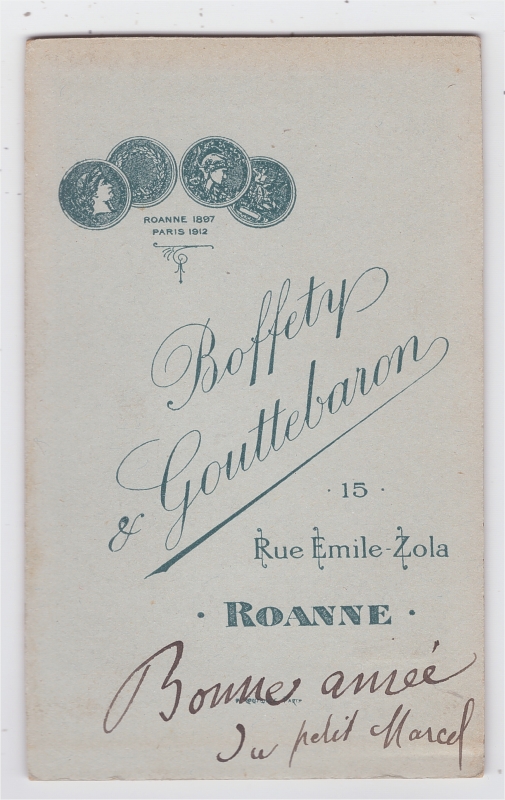 ROANNE 1897
PARIS 1912
Boffety
& Gouttebaron
· 15 ·
Rue Emile-Zola
· ROANNE ·
Bonne année
Du petit Marcel